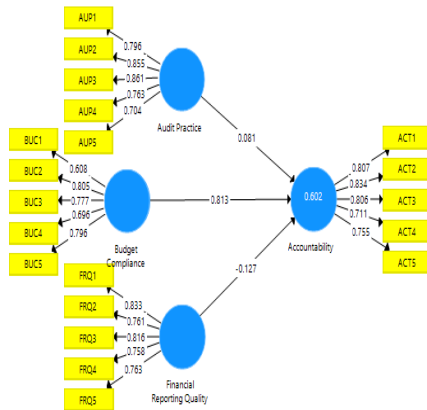 AUP1
AUP2
AUP3
AUP4
AUP5
0.796
0.855
0.861
0.763
0.704
Audit Practice
0.081
BUC1
BUC2
BUC3
BUC4
BUC5
0.608
0.805
0.777
0.696
0.796
Budget
Compliance
0.813
FRQ1
FRQ2
FRQ3
FRQ4
FRQ5
0.833
0.761
0.816
0.758
0.763
Financial
Reporting Quality
-0.127
0.602
Accountability
0.807
0.834
0.806
0.711
0.755
ACT1
ACT2
ACT3
ACT4
ACT5